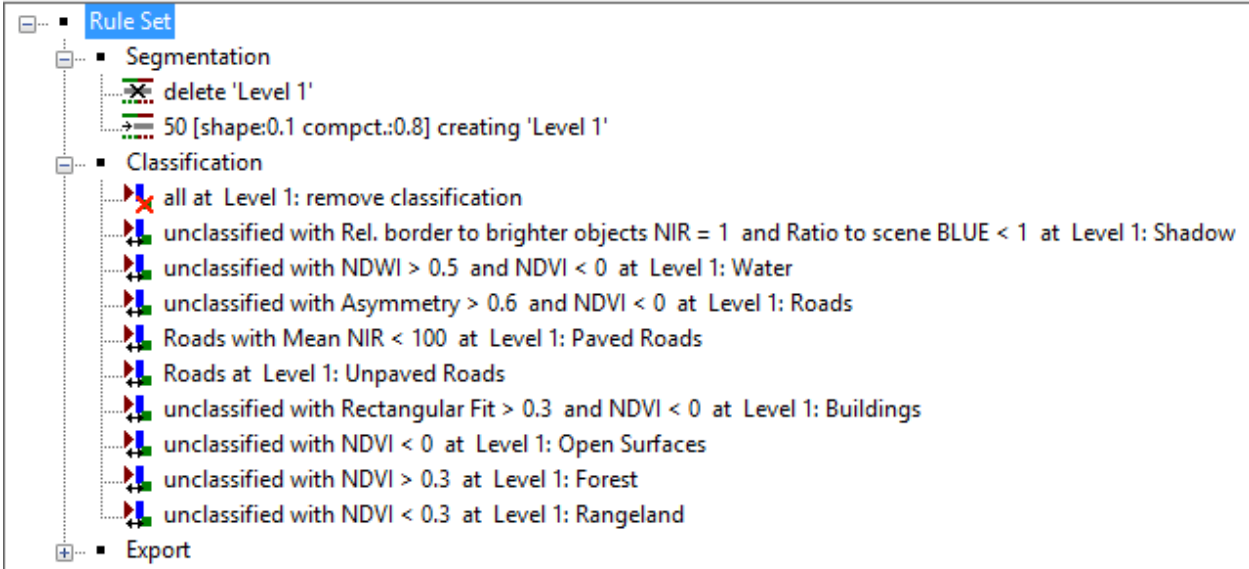 Rule Set
Segmentation
delete 'Level 1'
50 [shape:0.1 compct.:0.8] creating 'Level 1'
Classification
all at  Level 1: remove classification
unclassified with Rel. border to brighter objects NIR = 1  and Ratio to scene BLUE < 1  at  Level 1: Shadow
unclassified with NDWI > 0.5  and NDVI < 0  at  Level 1: Water
unclassified with Asymmetry > 0.6  and NDVI < 0  at  Level 1: Roads
Roads with Mean NIR < 100  at  Level 1: Paved Roads
Roads at  Level 1: Unpaved Roads
unclassified with Rectangular Fit > 0.3  and NDVI < 0  at  Level 1: Buildings
unclassified with NDVI < 0  at  Level 1: Open Surfaces
unclassified with NDVI > 0.3  at  Level 1: Forest
unclassified with NDVI < 0.3  at  Level 1: Rangeland
Export